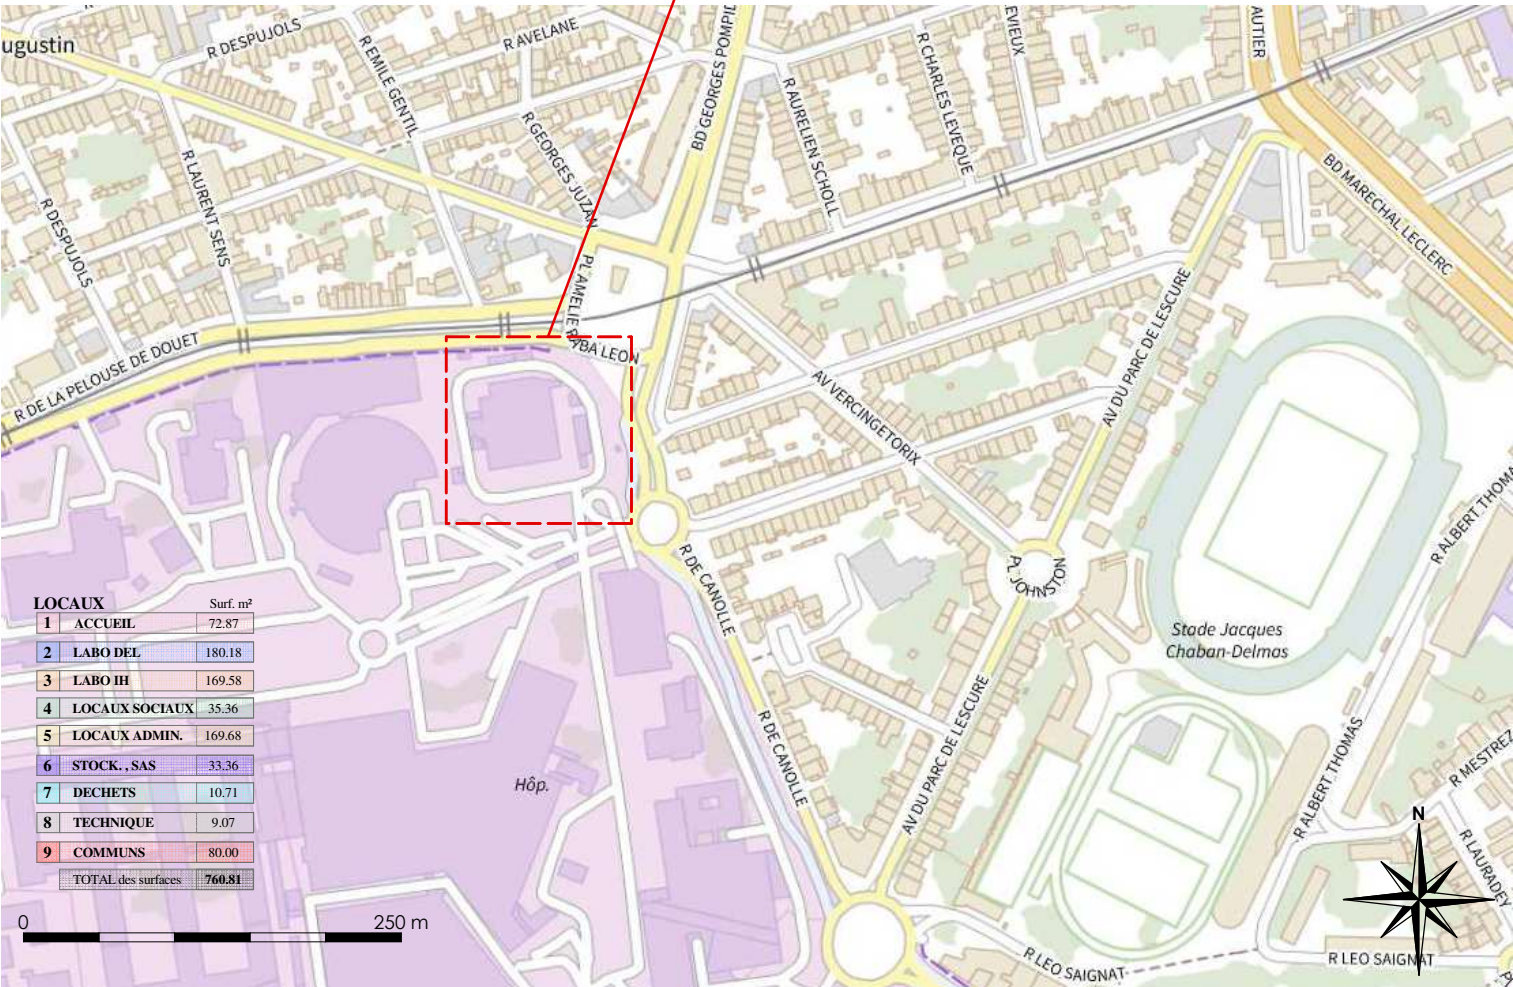 ugustin
R DESPUJOLS
R EMILE GENTIL
R AVELANE
R GEORGES JUZAN
BD GEORGES POMPID
R AURELIEN SCHOLL
R CHARLES LEVEQUE
EVIEUX
AUTIER
BD MARECHAL LECLERC
R DESPUJOLS
R LAURENT SENS
PL AMELIE
BA LEON
R DE LA PELOUSE DE DOUET
AV VERCINGETORIX
AV DU PARC DE LESCURE
R ALBERT THOMA
R DE CANOLLE
PL JOHNSTON
Stade Jacques
Chaban-Delmas
LOCAUX Surf. m²
1 ACCUEIL 72.87
2 LABO DEL 180.18
3 LABO IH 169.58
4 LOCAUX SOCIAUX 35.36
5 LOCAUX ADMIN. 169.68
6 STOCK. , SAS 33.36
7 DECHETS 10.71
8 TECHNIQUE 9.07
9 COMMUNS 80.00
TOTAL des surfaces 760.81
Hôp.
R DE CANOLLE
AV DU PARC DE LESCURE
R ALBERT THOMAS
R MESTREZ
R LAURADEY
N
0 250 m
R LEO SAIGNAT
R LEO SAIGNAT